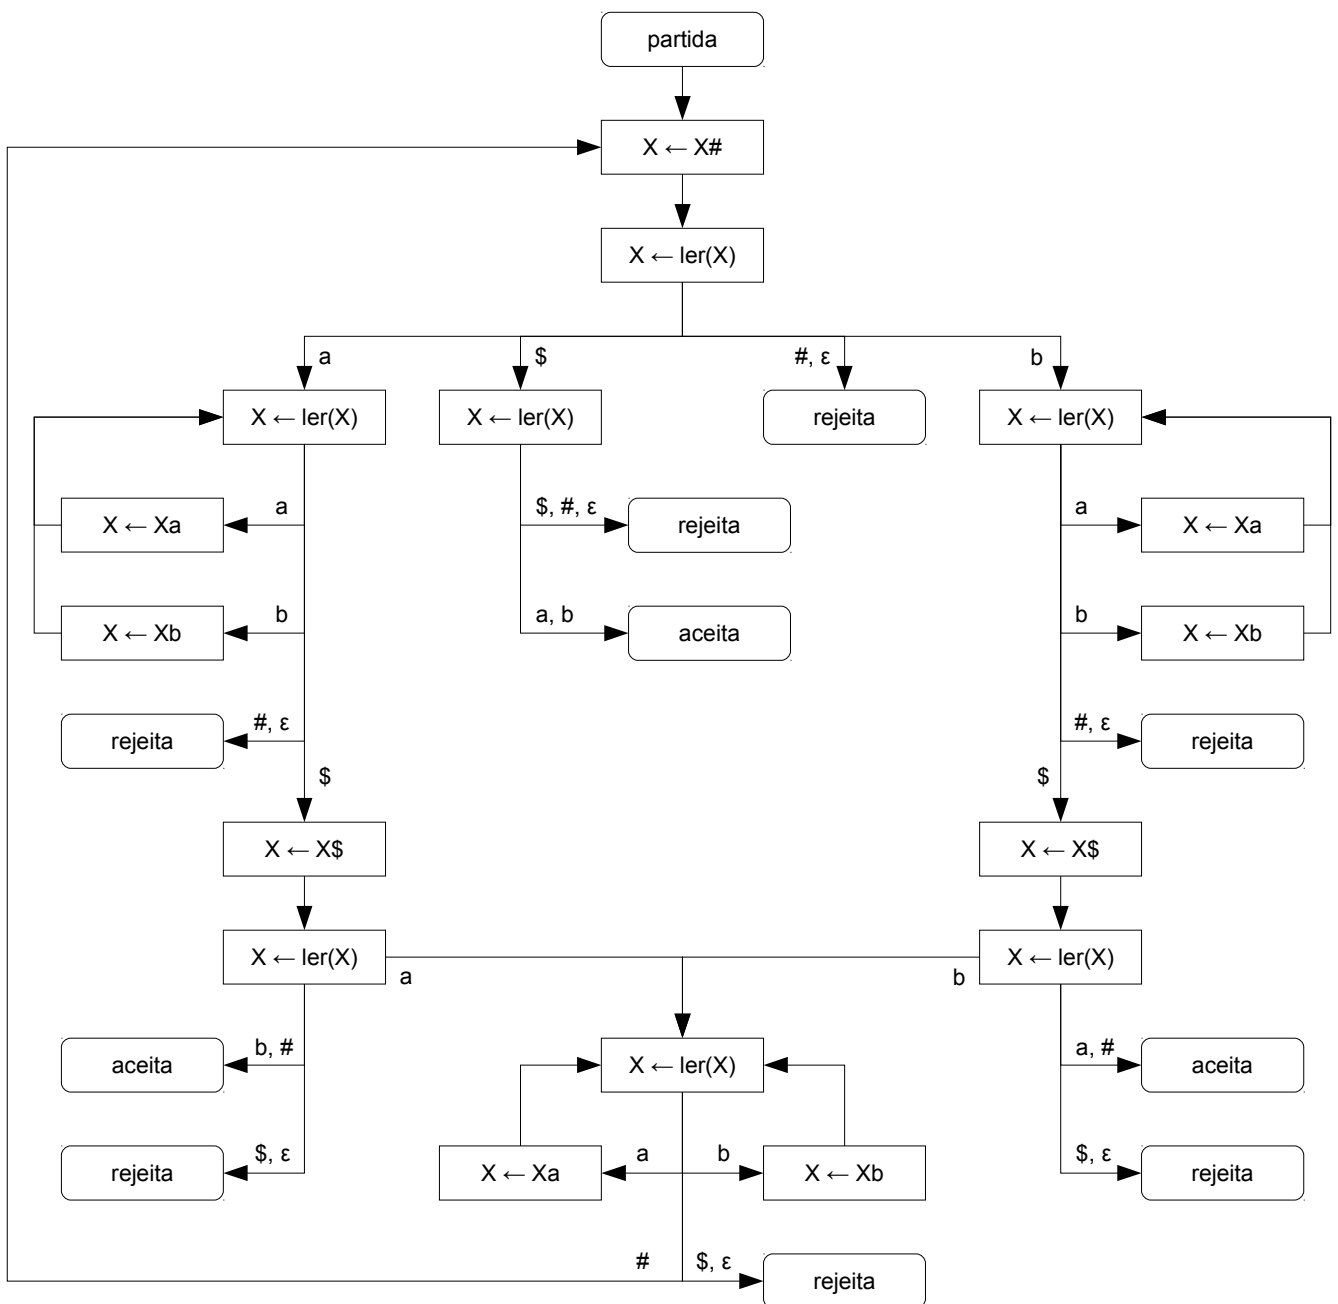 partida
X ← X#
X ← ler(X)
a
$
#, ε
b
X ← ler(X)
X ← ler(X)
rejeita
X ← ler(X)
a
X ← Xa
$, #, ε
rejeita
a
X ← Xa
b
X ← Xb
a, b
aceita
b
X ← Xb
#, ε
rejeita
#, ε
rejeita
$
$
X ← X$
X ← X$
X ← ler(X)
a
b
X ← ler(X)
b, #
aceita
X ← ler(X)
a, #
aceita
$, ε
rejeita
X ← Xa
a
b
X ← Xb
$, ε
rejeita
#
$, ε
rejeita